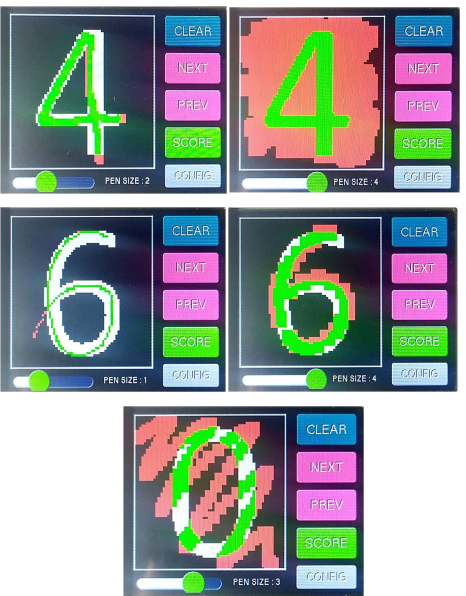 4
CLEAR
NEXT
PREV
SCORE
CONFIG
PEN SIZE : 2
4
CLEAR
NEXT
PREV
SCORE
CONFIG
PEN SIZE : 4
6
CLEAR
NEXT
PREV
SCORE
CONFIG
PEN SIZE : 1
6
CLEAR
NEXT
PREV
SCORE
CONFIG
PEN SIZE : 4
0
CLEAR
NEXT
PREV
SCORE
CONFIG
PEN SIZE : 3